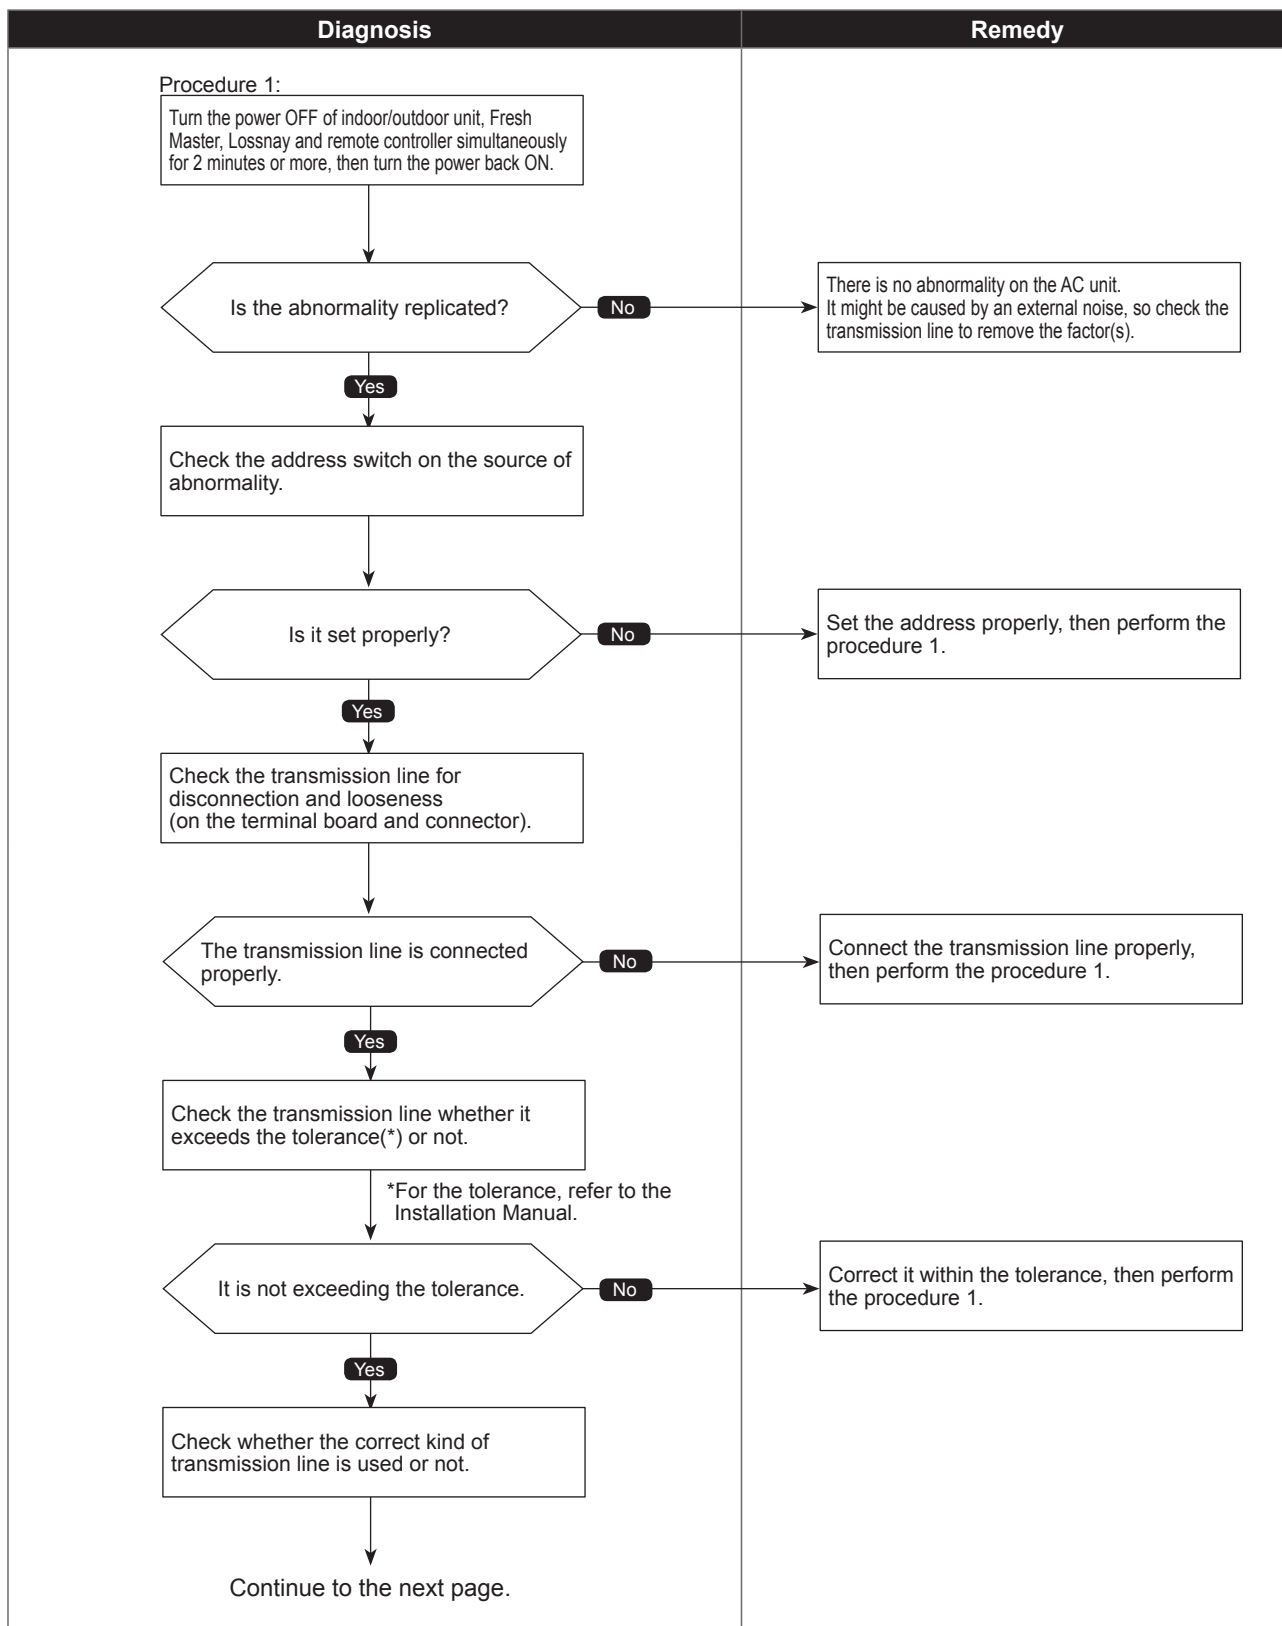 Diagnosis
Remedy
Procedure 1:
Turn the power OFF of indoor/outdoor unit, Fresh
Master, Lossnay and remote controller simultaneously
for 2 minutes or more, then turn the power back ON.
Is the abnormality replicated?
No
There is no abnormality on the AC unit.
It might be caused by an external noise, so check the
transmission line to remove the factor(s).
Yes
Check the address switch on the source of
abnormality.
Is it set properly?
No
Set the address properly, then perform the
procedure 1.
Yes
Check the transmission line for
disconnection and looseness
(on the terminal board and connector).
The transmission line is connected
properly.
No
Connect the transmission line properly,
then perform the procedure 1.
Yes
Check the transmission line whether it
exceeds the tolerance(*) or not.
*For the tolerance, refer to the
Installation Manual.
It is not exceeding the tolerance.
No
Correct it within the tolerance, then perform
the procedure 1.
Yes
Check whether the correct kind of
transmission line is used or not.
Continue to the next page.